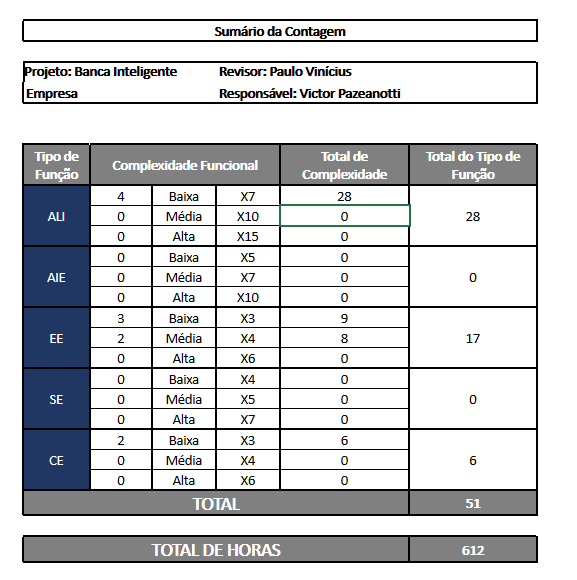 Sumário da Contagem
Projeto: Banca Inteligente Revisor: Paulo Vinícius
Empresa Responsável: Victor Pazeanotti
Tipo de Função Complexidade Funcional Total de Complexidade Total do Tipo de Função
ALI 4 Baixa X7 28 28
0 Média X10 0
0 Alta X15 0
AIE 0 Baixa X5 0 0
0 Média X7 0
0 Alta X10 0
EE 3 Baixa X3 9 17
2 Média X4 8
0 Alta X6 0
SE 0 Baixa X4 0 0
0 Média X5 0
0 Alta X7 0
CE 2 Baixa X3 6 6
0 Média X4 0
0 Alta X6 0
TOTAL 51
TOTAL DE HORAS 612